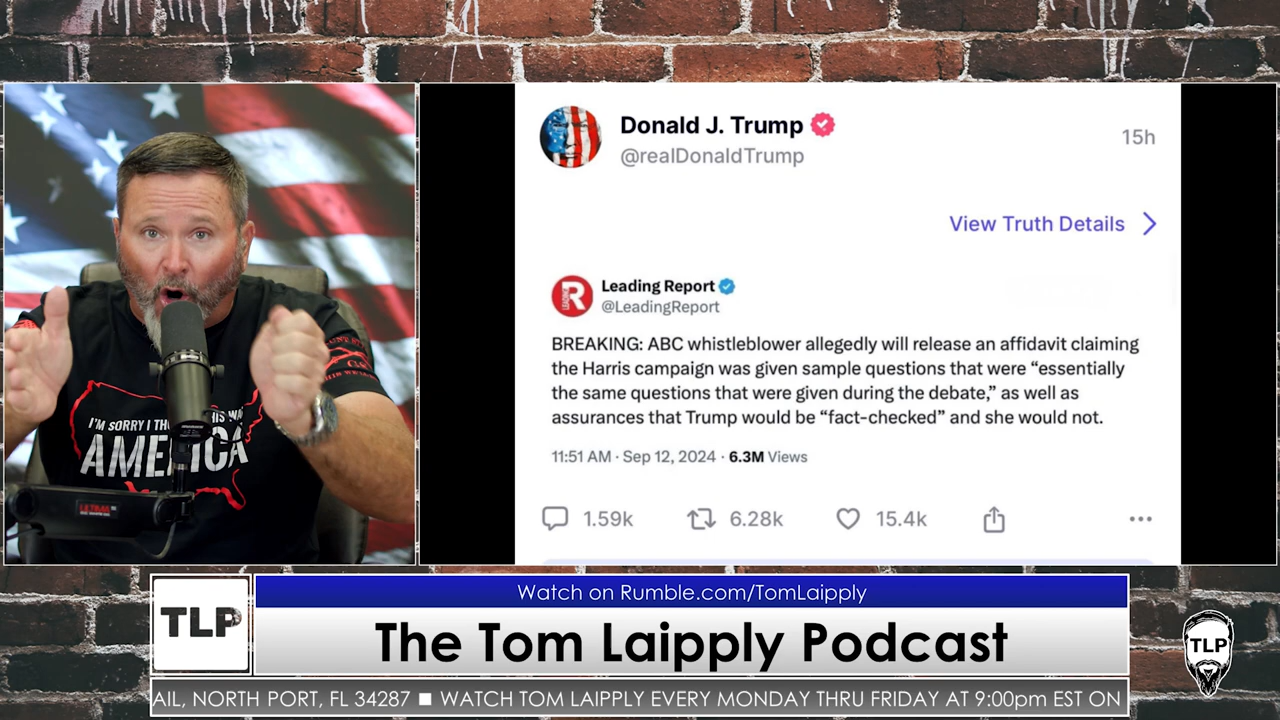 Donald J. Trump
@realDonaldTrump
15h
View Truth Details
Leading Report
@LeadingReport
BREAKING: ABC whistleblower allegedly will release an affidavit claiming
the Harris campaign was given sample questions that were “essentially
the same questions that were given during the debate,” as well as
assurances that Trump would be “fact-checked” and she would not.
11:51 AM · Sep 12, 2024 · 6.3M Views
1.59k 6.28k 15.4k
I'M SORRY I
AMERICA
TLP
Watch on Rumble.com/TomLaipply
The Tom Laipply Podcast
TLP
AIL, NORTH PORT, FL 34287 ■ WATCH TOM LAIPPLY EVERY MONDAY THRU FRIDAY AT 9:00pm EST ON